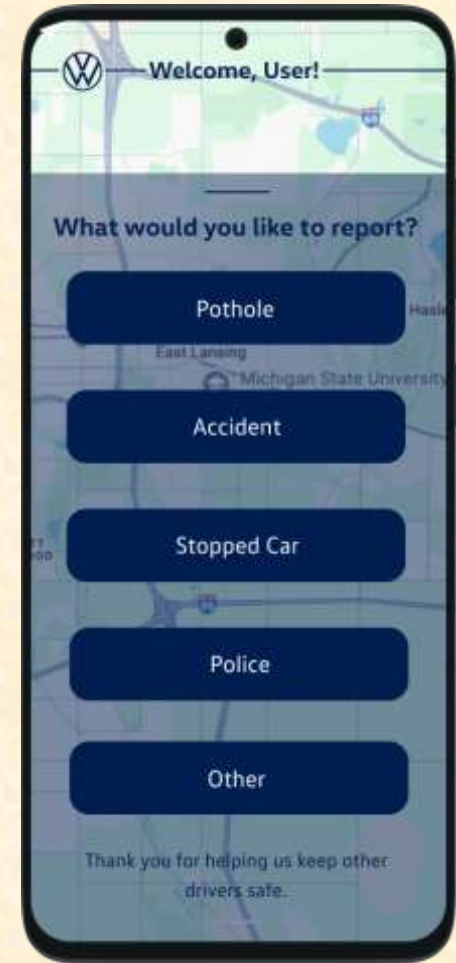 Welcome, User!
What would you like to report?
Pothole
Hasle
East Lansing
Michigan State University
Accident
Stopped Car
Police
Other
Thank you for helping us keep other
drivers safe.